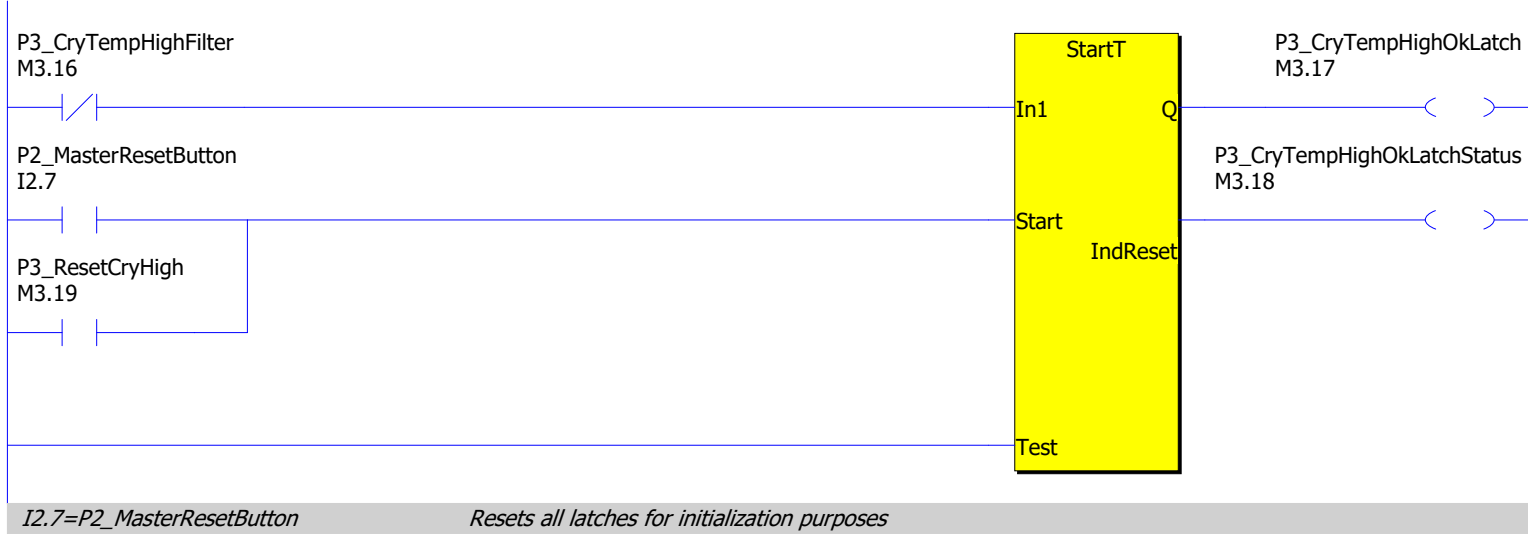 P3_CryTempHighFilter
M3.16
StartT
P3_CryTempHighOkLatch
M3.17
In1
Q
P2_MasterResetButton
I2.7
P3_CryTempHighOkLatchStatus
M3.18
Start
IndReset
P3_ResetCryHigh
M3.19
Test
I2.7=P2_MasterResetButton Resets all latches for initialization purposes